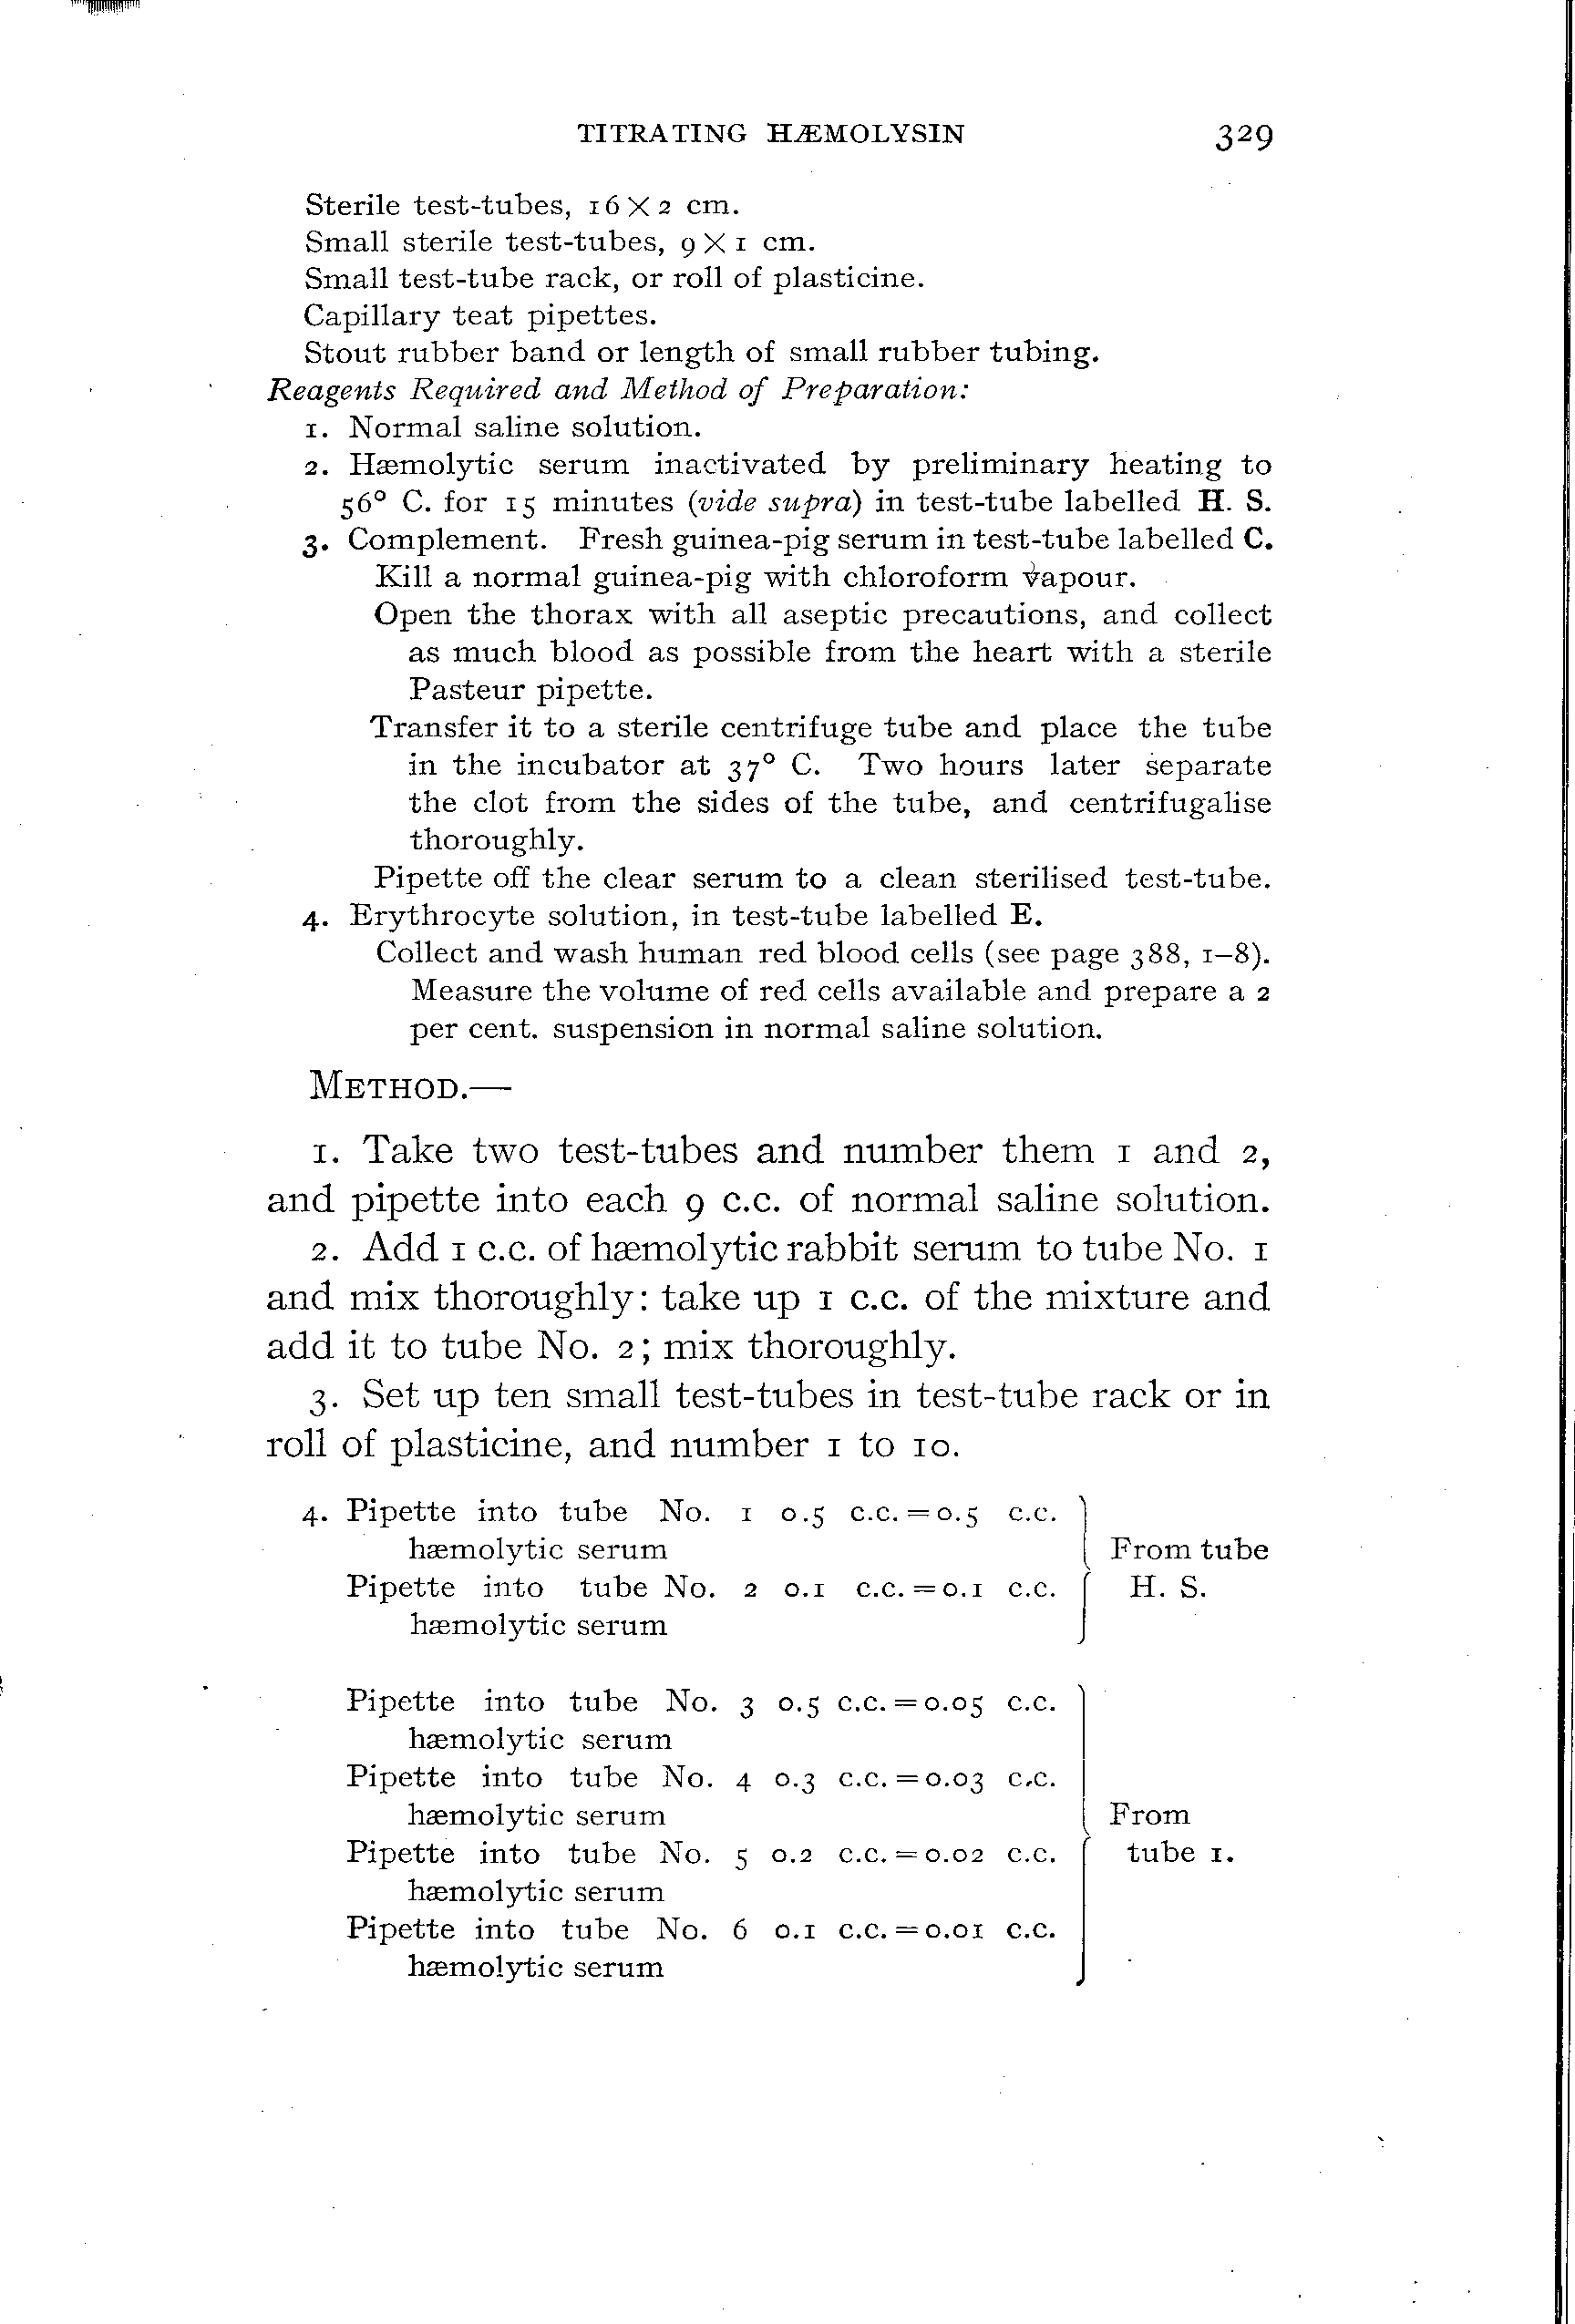 TITRATING HÆMOLYSIN 329
Sterile test-tubes, 16 × 2 cm.
Small sterile test-tubes, 9 × 1 cm.
Small test-tube rack, or roll of plasticine.
Capillary teat pipettes.
Stout rubber band or length of small rubber tubing.
Reagents Required and Method of Preparation:
1. Normal saline solution.
2. Hæmolytic serum inactivated by preliminary heating to
56° C. for 15 minutes (vide supra) in test-tube labelled H. S.
3. Complement. Fresh guinea-pig serum in test-tube labelled C.
Kill a normal guinea-pig with chloroform vapour.
Open the thorax with all aseptic precautions, and collect
as much blood as possible from the heart with a sterile
Pasteur pipette.
Transfer it to a sterile centrifuge tube and place the tube
in the incubator at 37° C. Two hours later separate
the clot from the sides of the tube, and centrifugalise
thoroughly.
Pipette off the clear serum to a clean sterilised test-tube.
4. Erythrocyte solution, in test-tube labelled E.
Collect and wash human red blood cells (see page 388, 1–8).
Measure the volume of red cells available and prepare a 2
per cent. suspension in normal saline solution.
METHOD.—
1. Take two test-tubes and number them 1 and 2,
and pipette into each 9 c.c. of normal saline solution.
2. Add 1 c.c. of hæmolytic rabbit serum to tube No. 1
and mix thoroughly: take up 1 c.c. of the mixture and
add it to tube No. 2; mix thoroughly.
3. Set up ten small test-tubes in test-tube rack or in
roll of plasticine, and number 1 to 10.
4. Pipette into tube No. 1 0.5 c.c. = 0.5 c.c.
hæmolytic serum From tube
Pipette into tube No. 2 0.1 c.c. = 0.1 c.c. H. S.
hæmolytic serum
Pipette into tube No. 3 0.5 c.c. = 0.05 c.c.
hæmolytic serum
Pipette into tube No. 4 0.3 c.c. = 0.03 c.c.
hæmolytic serum From
Pipette into tube No. 5 0.2 c.c. = 0.02 c.c. tube 1.
hæmolytic serum
Pipette into tube No. 6 0.1 c.c. = 0.01 c.c.
hæmolytic serum